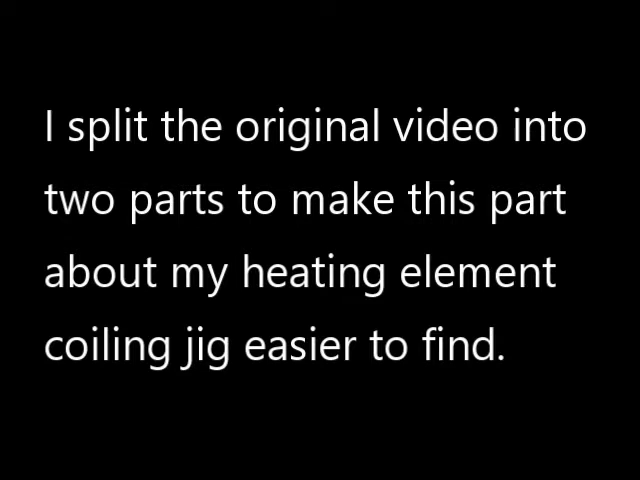 I split the original video into
two parts to make this part
about my heating element
coiling jig easier to find.